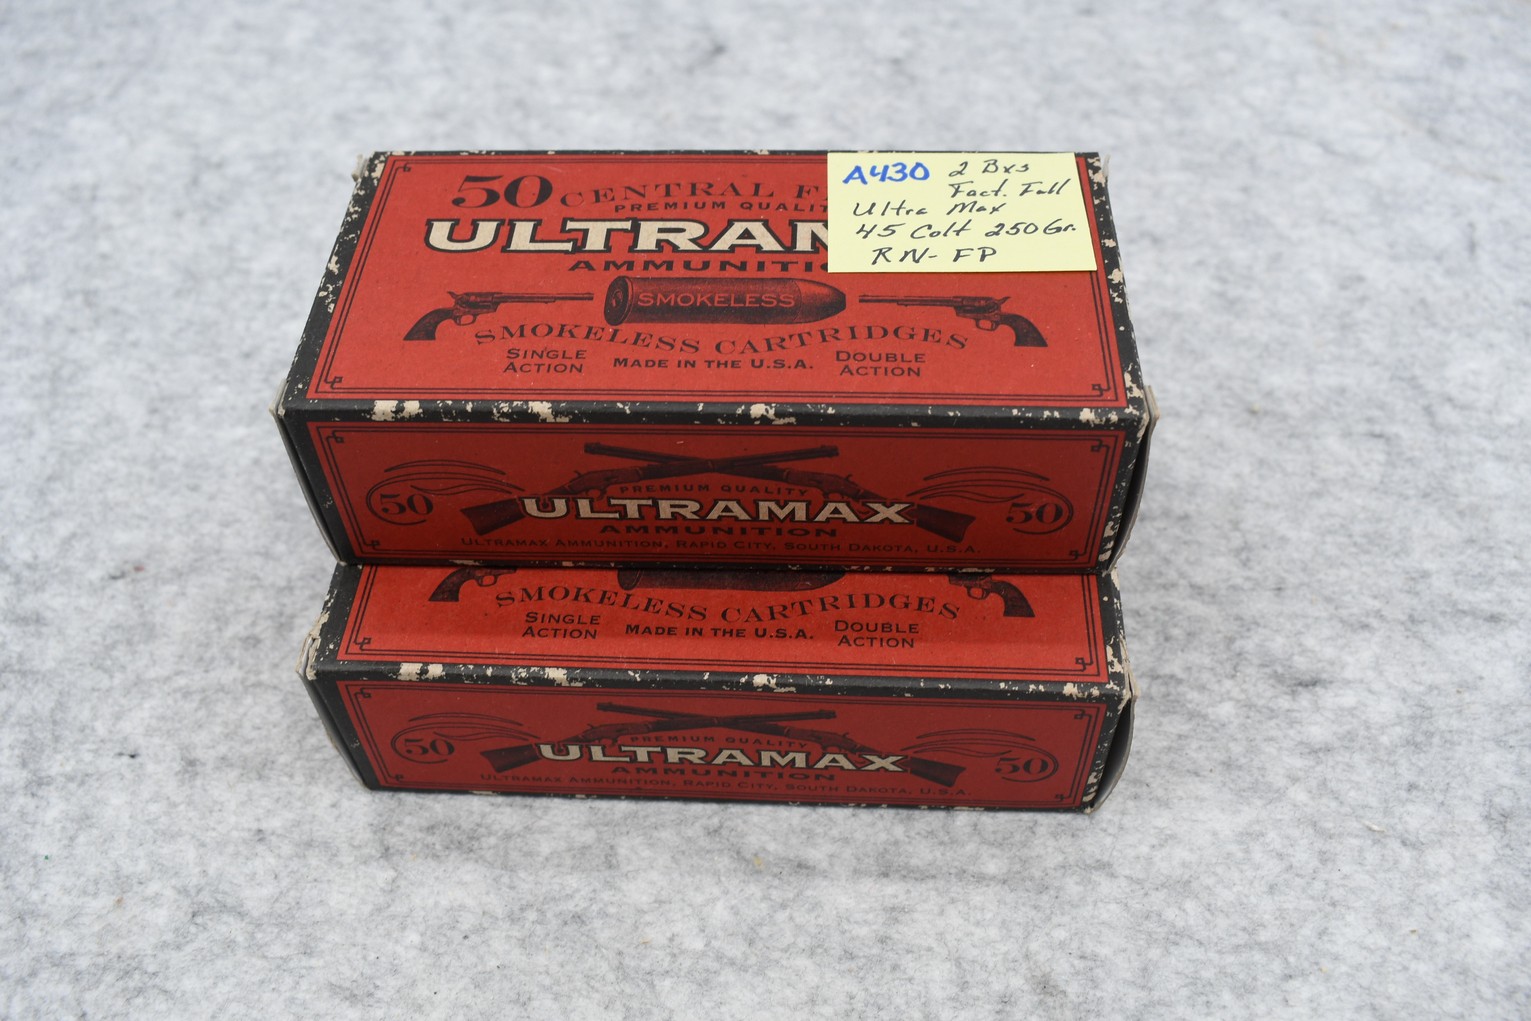 50 CENTRAL
PREMIUM QUALITY
ULTRAM
AMMUNITIO
SMOKELESS
SMOKELESS CARTRIDGES
SINGLE ACTION
MADE IN THE U.S.A.
DOUBLE ACTION
A430 2 Bxs
Fact. Full
Ultra Max
45 Colt 250 Gr.
RN-FP
50
PREMIUM QUALITY
ULTRAMAX
AMMUNITION
ULTRAMAX AMMUNITION, RAPID CITY, SOUTH DAKOTA, U.S.A.
50
SMOKELESS CARTRIDGES
SINGLE ACTION
MADE IN THE U.S.A.
DOUBLE ACTION
50
PREMIUM QUALITY
ULTRAMAX
AMMUNITION
ULTRAMAX AMMUNITION, RAPID CITY, SOUTH DAKOTA, U.S.A.
50